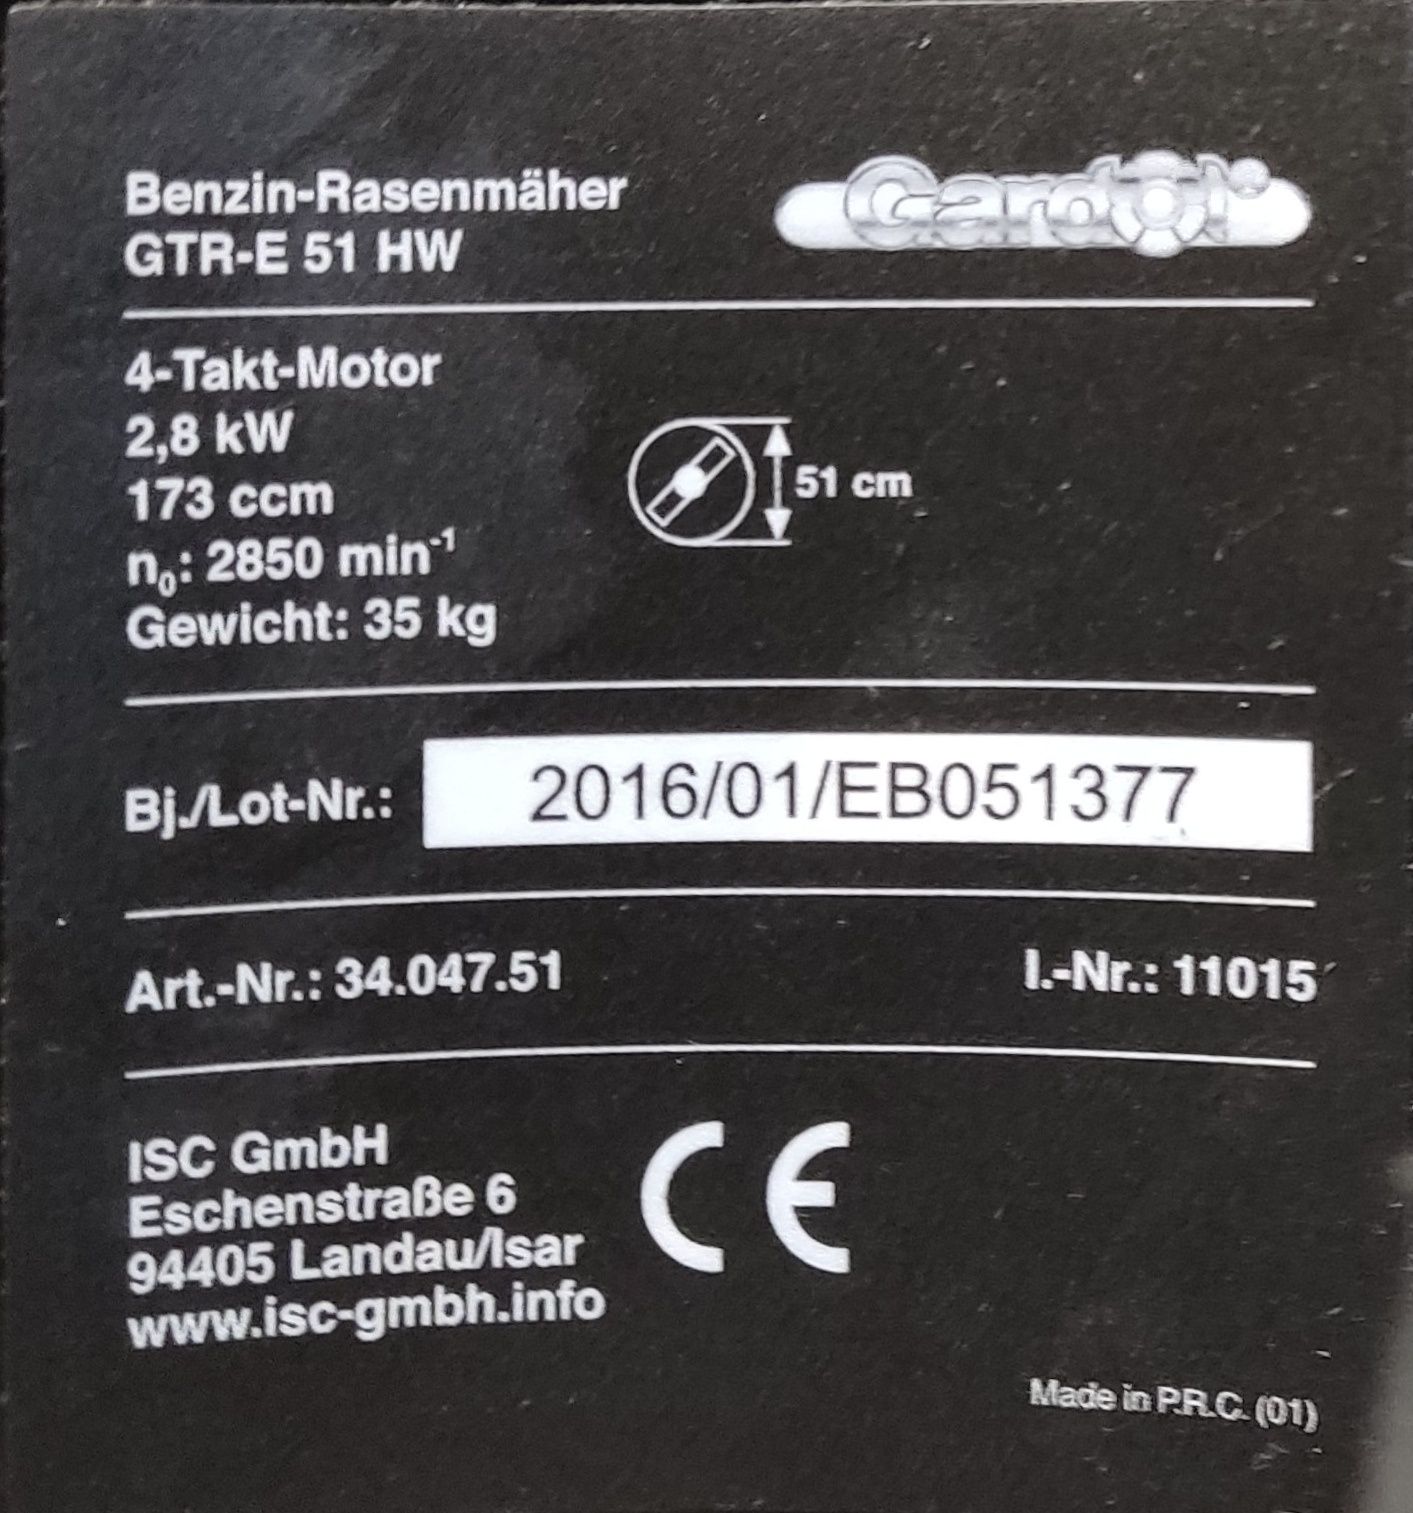 Benzin-Rasenmäher
GTR-E 51 HW
Gardol
4-Takt-Motor
2,8 kW
173 ccm
n₀: 2850 min⁻¹
Gewicht: 35 kg
51 cm
Bj./Lot-Nr.: 2016/01/EB051377
Art.-Nr.: 34.047.51 I.-Nr.: 11015
ISC GmbH
Eschenstraße 6
94405 Landau/Isar
www.isc-gmbh.info
CE
Made in P.R.C. (01)